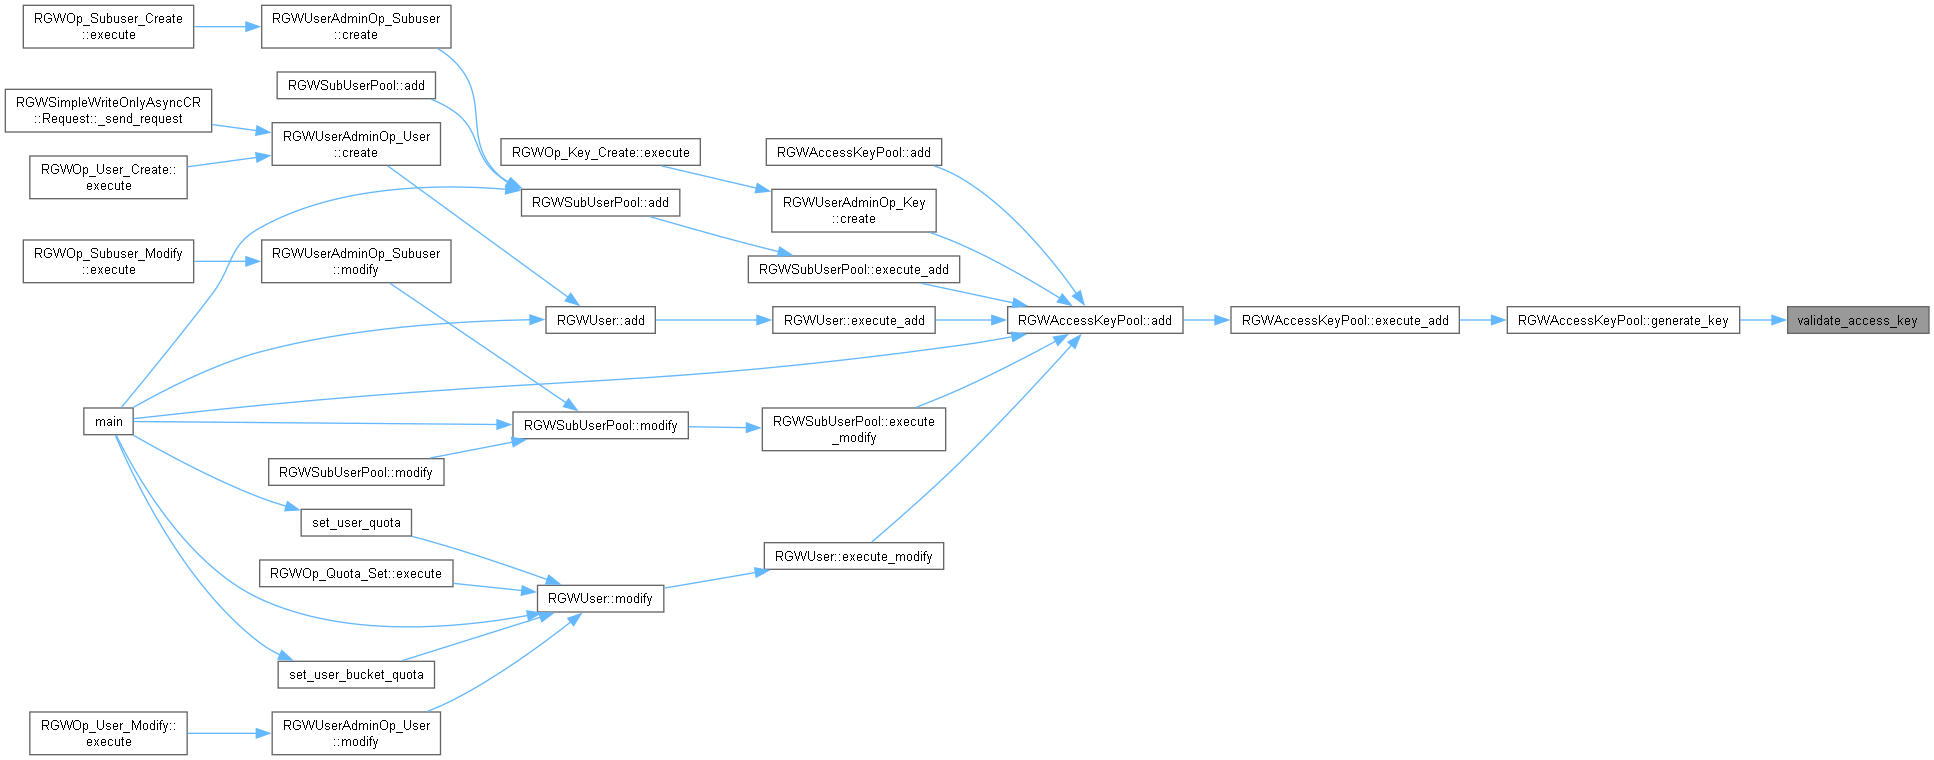 RGWOp_Subuser_Create
::execute
RGWUserAdminOp_Subuser
::create
RGWSubUserPool::add
RGWSimpleWriteOnlyAsyncCR
::Request::_send_request
RGWUserAdminOp_User
::create
RGWOp_User_Create::
execute
RGWOp_Key_Create::execute
RGWAccessKeyPool::add
RGWSubUserPool::add
RGWUserAdminOp_Key
::create
RGWOp_Subuser_Modify
::execute
RGWUserAdminOp_Subuser
::modify
RGWSubUserPool::execute_add
RGWUser::add
RGWUser::execute_add
RGWAccessKeyPool::add
RGWAccessKeyPool::execute_add
RGWAccessKeyPool::generate_key
validate_access_key
main
RGWSubUserPool::modify
RGWSubUserPool::execute
_modify
RGWSubUserPool::modify
set_user_quota
RGWUser::execute_modify
RGWOp_Quota_Set::execute
RGWUser::modify
set_user_bucket_quota
RGWOp_User_Modify::
execute
RGWUserAdminOp_User
::modify